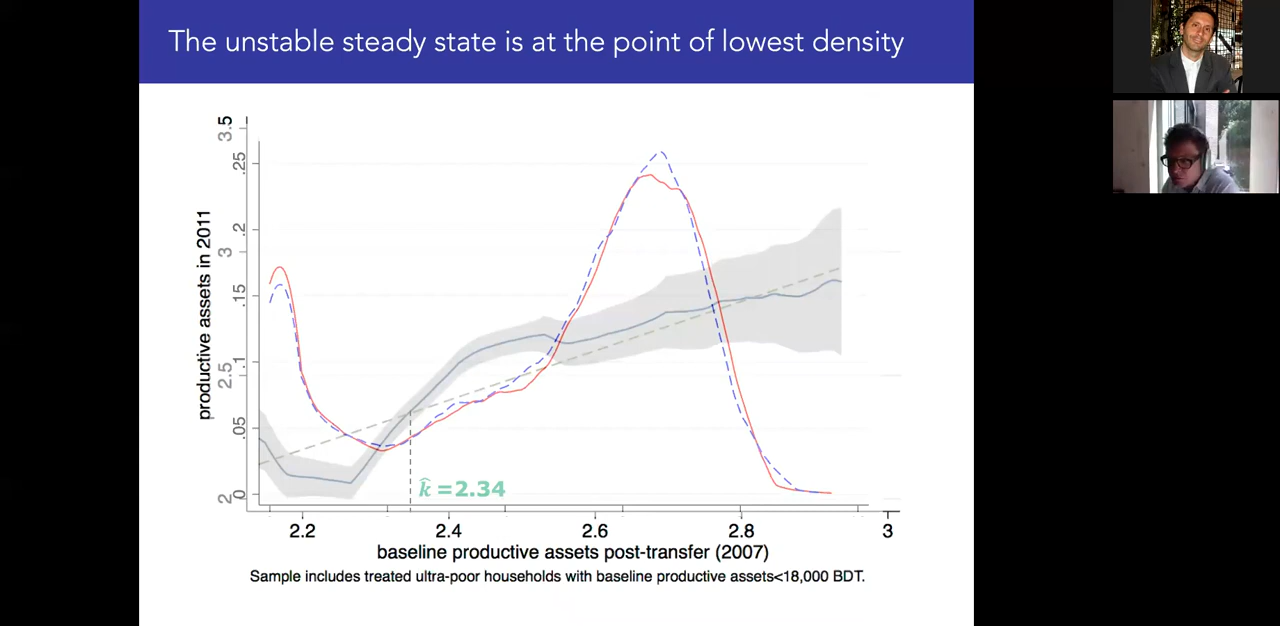 The unstable steady state is at the point of lowest density
productive assets in 2011
3.5
3
2.5
2
.25
.2
.15
.1
.05
0
k̂ =2.34
2.2 2.4 2.6 2.8 3
baseline productive assets post-transfer (2007)
Sample includes treated ultra-poor households with baseline productive assets<18,000 BDT.